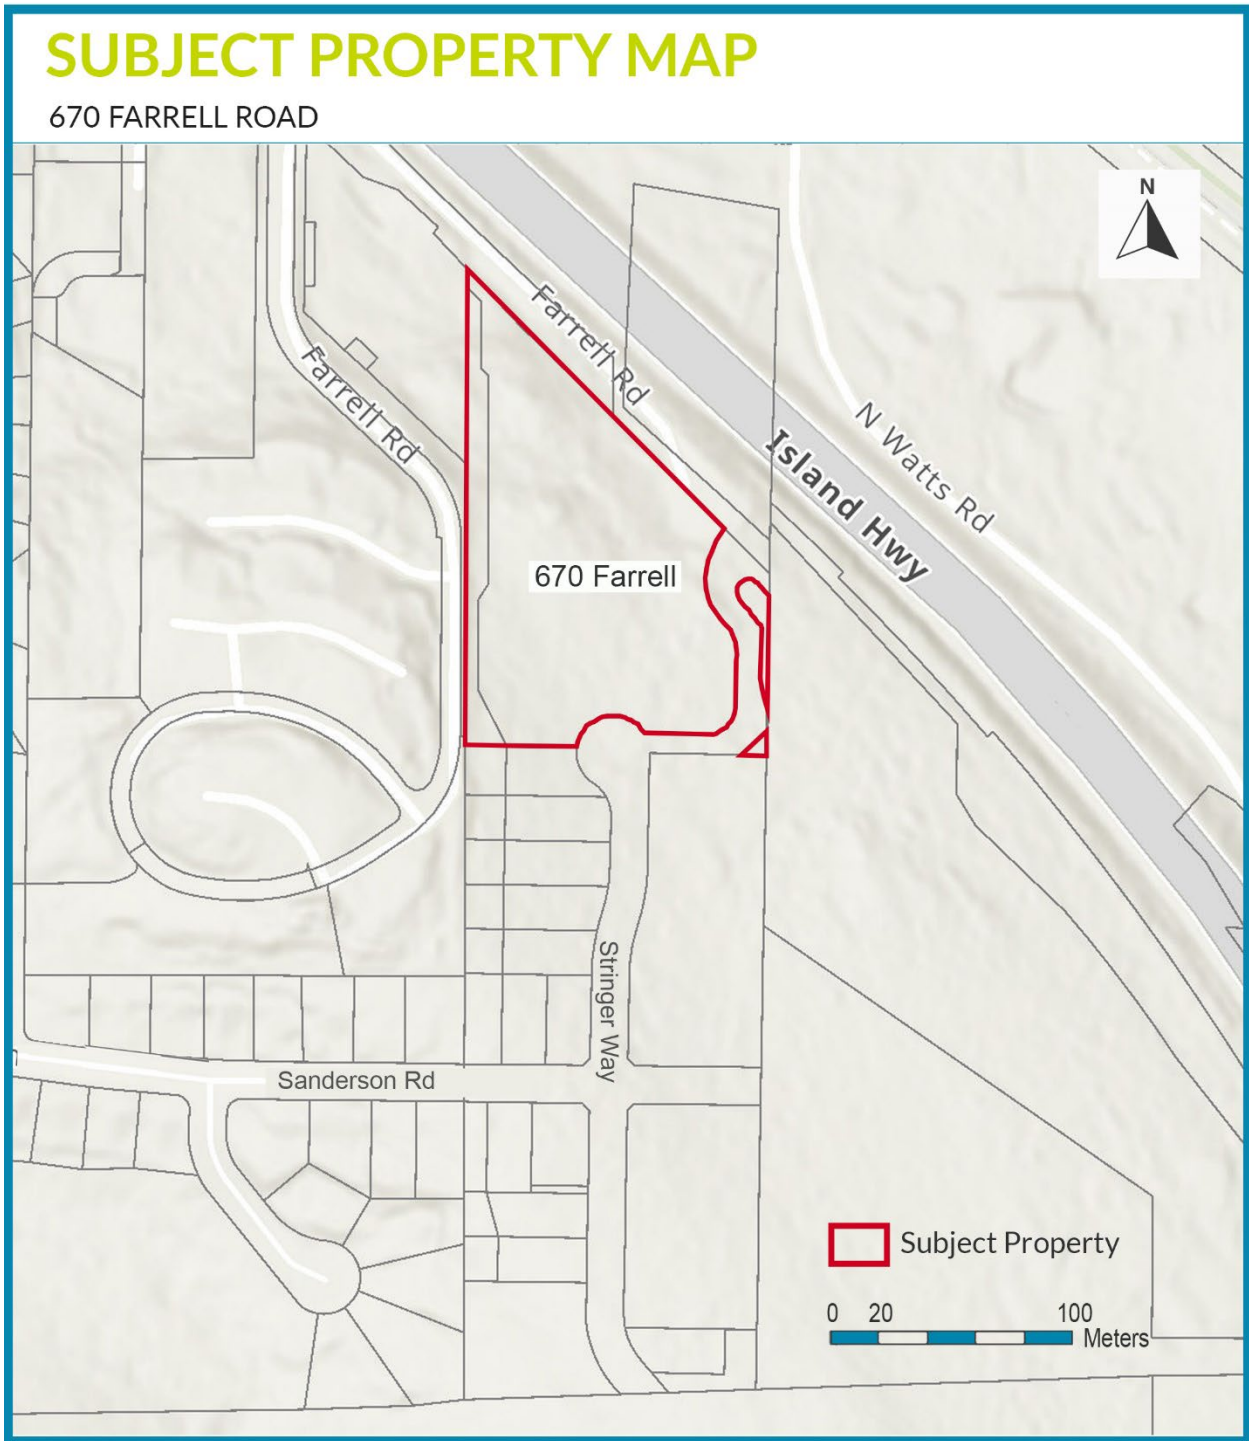 SUBJECT PROPERTY MAP
670 FARRELL ROAD
N
Farrell Rd
Farrell Rd
N Watts Rd
Island Hwy
670 Farrell
Stringer Way
Sanderson Rd
Subject Property
0 20 100
Meters